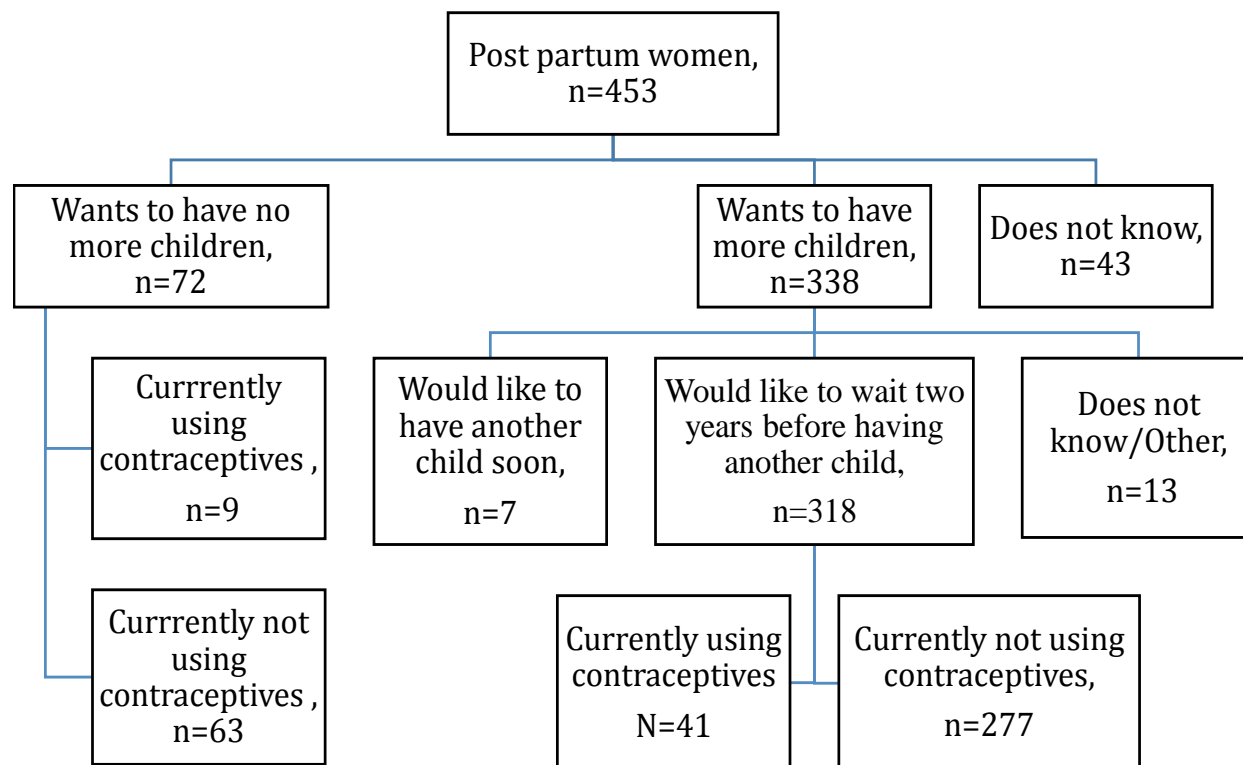 Post partum women,
n=453
Wants to have no
more children,
n=72
Wants to have
more children,
n=338
Does not know,
n=43
Currrently
using
contraceptives ,
n=9
Would like to
have another
child soon,
n=7
Would like to wait two
years before having
another child,
n=318
Does not
know/Other,
n=13
Currrently not
using
contraceptives ,
n=63
Currently using
contraceptives
N=41
Currently not using
contraceptives,
n=277